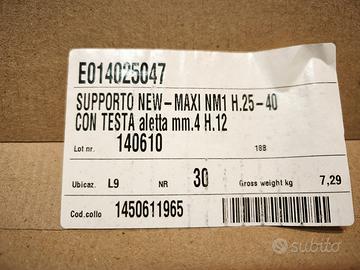 E014025047
SUPPORTO NEW-MAXI NM1 H.25-40
CON TESTA aletta mm.4 H.12
Lot nr. 140610 18B
Ubicaz. L9 NR 30 Gross weight kg 7,29
Cod.collo 1450611965
subito